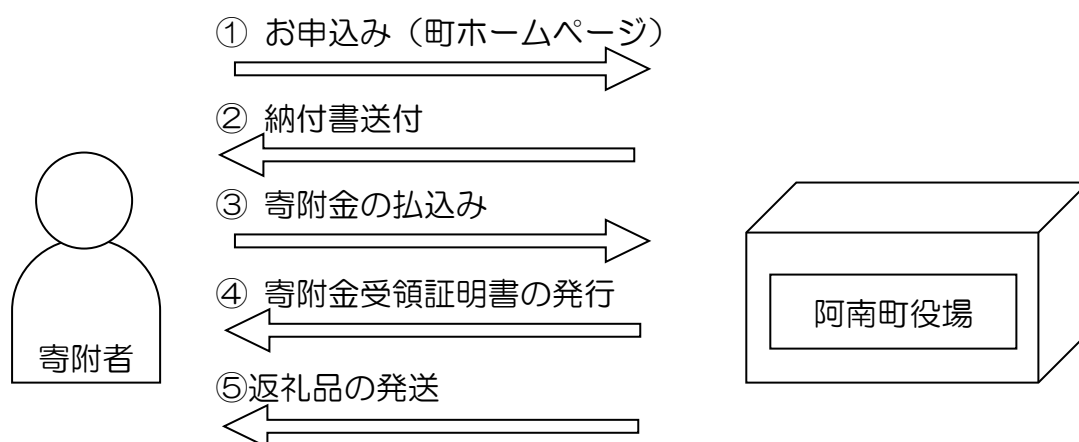 ① お申込み（町ホームページ）
② 納付書送付
③ 寄附金の払込み
④ 寄附金受領証明書の発行
阿南町役場
寄附者
⑤返礼品の発送